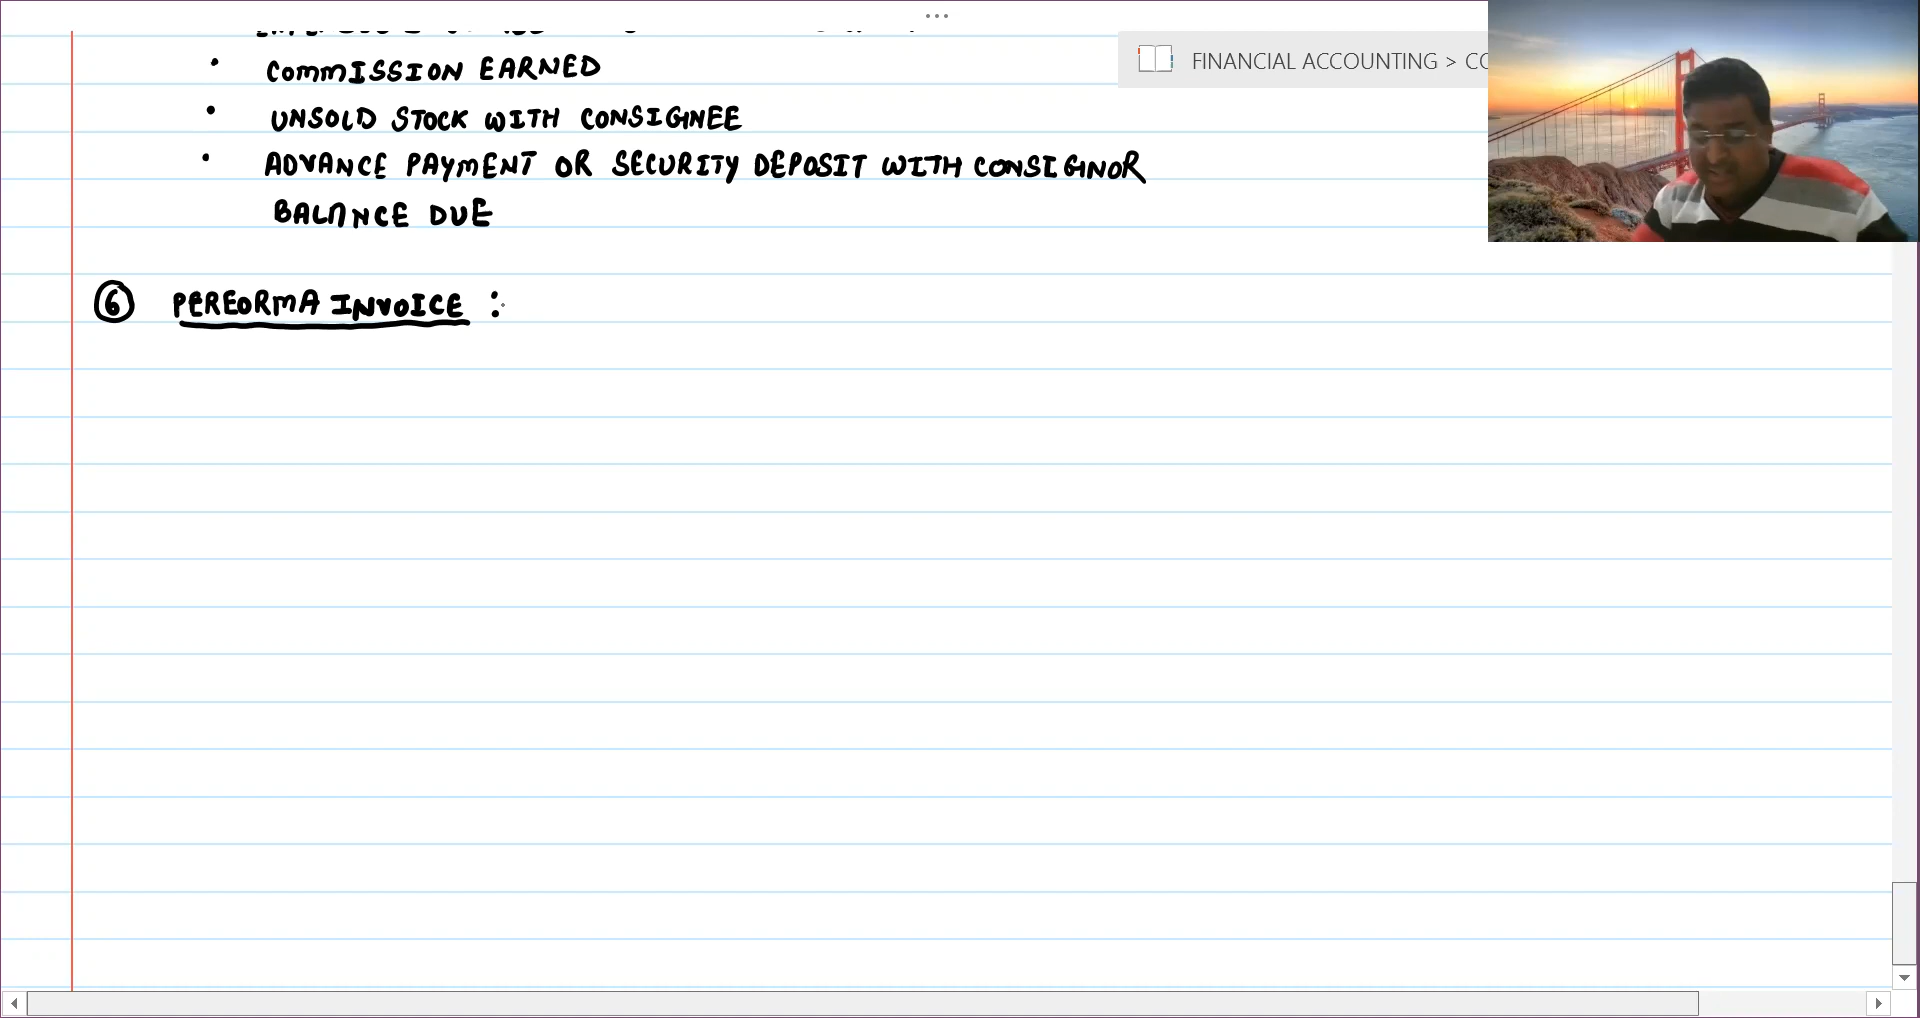 • COMMISSION EARNED
FINANCIAL ACCOUNTING > CO
• UNSOLD STOCK WITH CONSIGNEE
• ADVANCE PAYMENT OR SECURITY DEPOSIT WITH CONSIGNOR
BALANCE DUE
6 PERFORMA INVOICE :